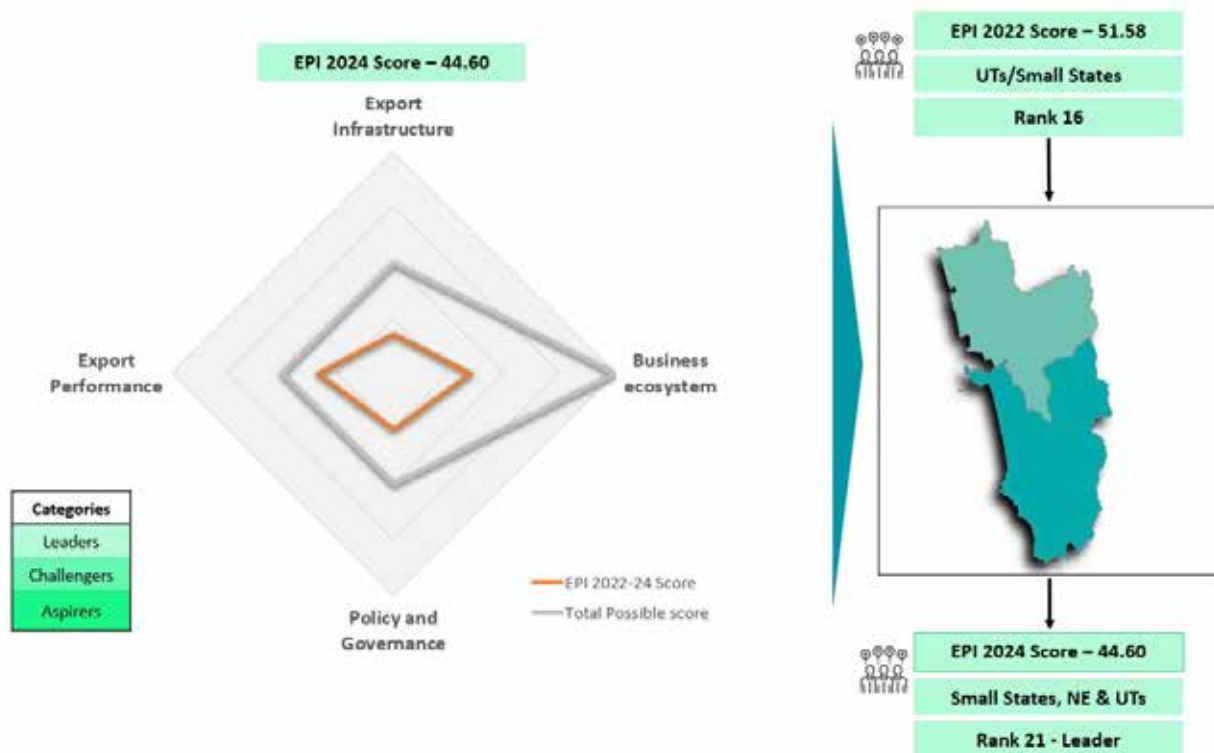 EPI 2024 Score – 44.60
Export
Infrastructure
Export
Performance
Business
ecosystem
Policy and
Governance
Categories
Leaders
Challengers
Aspirers
EPI 2022-24 Score
Total Possible score
EPI 2022 Score – 51.58
UTs/Small States
Rank 16
EPI 2024 Score – 44.60
Small States, NE & UTs
Rank 21 - Leader